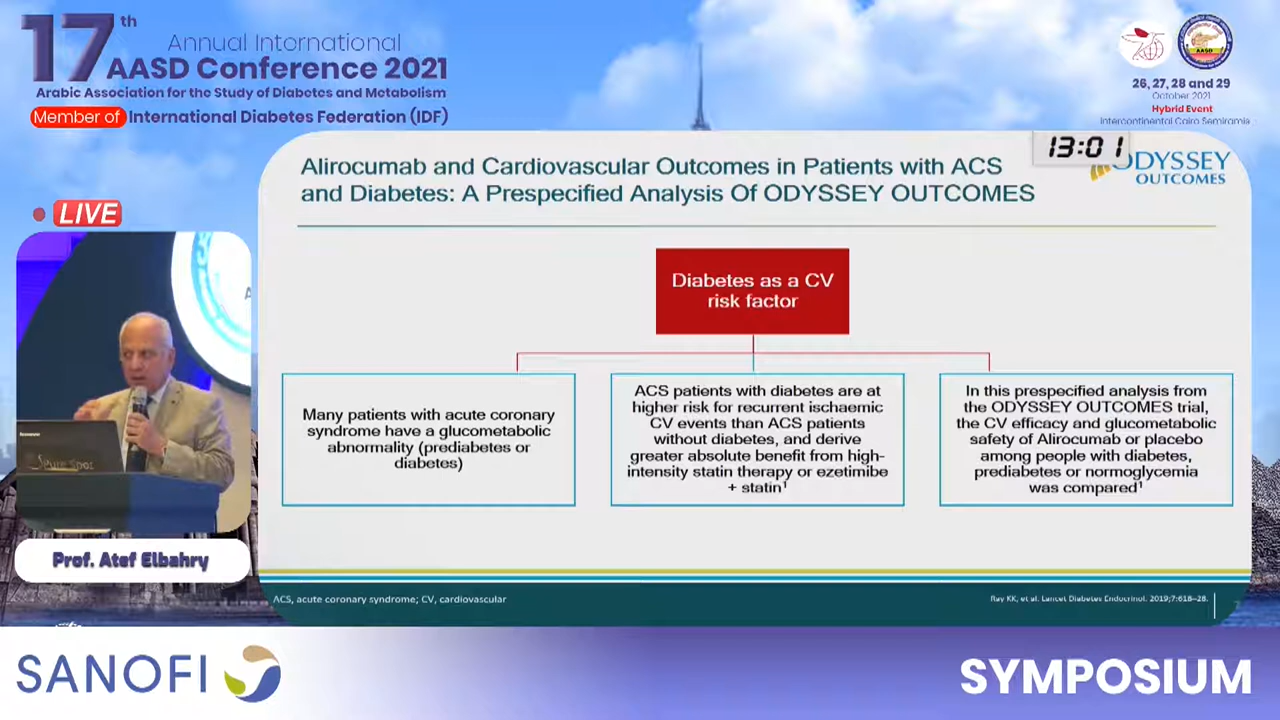 17th
Annual International
AASD Conference 2021
Arabic Association for the Study of Diabetes and Metabolism
Member of International Diabetes Federation (IDF)
AASD
26, 27, 28 and 29
October 2021
Hybrid Event
Intercontinental Cairo Semiramis
LIVE
13:01
ODYSSEY
OUTCOMES
Alirocumab and Cardiovascular Outcomes in Patients with ACS
and Diabetes: A Prespecified Analysis Of ODYSSEY OUTCOMES
Diabetes as a CV
risk factor
Many patients with acute coronary
syndrome have a glucometabolic
abnormality (prediabetes or
diabetes)
ACS patients with diabetes are at
higher risk for recurrent ischaemic
CV events than ACS patients
without diabetes, and derive
greater absolute benefit from high-
intensity statin therapy or ezetimibe
+ statin¹
In this prespecified analysis from
the ODYSSEY OUTCOMES trial,
the CV efficacy and glucometabolic
safety of Alirocumab or placebo
among people with diabetes,
prediabetes or normoglycemia
was compared¹
Prof. Atef Elbahry
ACS, acute coronary syndrome; CV, cardiovascular
Ray KK, et al. Lancet Diabetes Endocrinol. 2019;7:618–28.
SANOFI
SYMPOSIUM